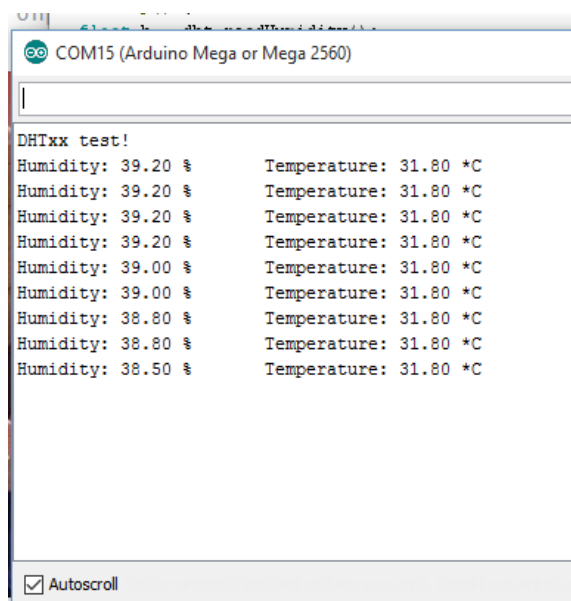 COM15 (Arduino Mega or Mega 2560)
DHTxx test!
Humidity: 39.20 % Temperature: 31.80 *C
Humidity: 39.20 % Temperature: 31.80 *C
Humidity: 39.20 % Temperature: 31.80 *C
Humidity: 39.20 % Temperature: 31.80 *C
Humidity: 39.00 % Temperature: 31.80 *C
Humidity: 39.00 % Temperature: 31.80 *C
Humidity: 38.80 % Temperature: 31.80 *C
Humidity: 38.80 % Temperature: 31.80 *C
Humidity: 38.50 % Temperature: 31.80 *C
Autoscroll